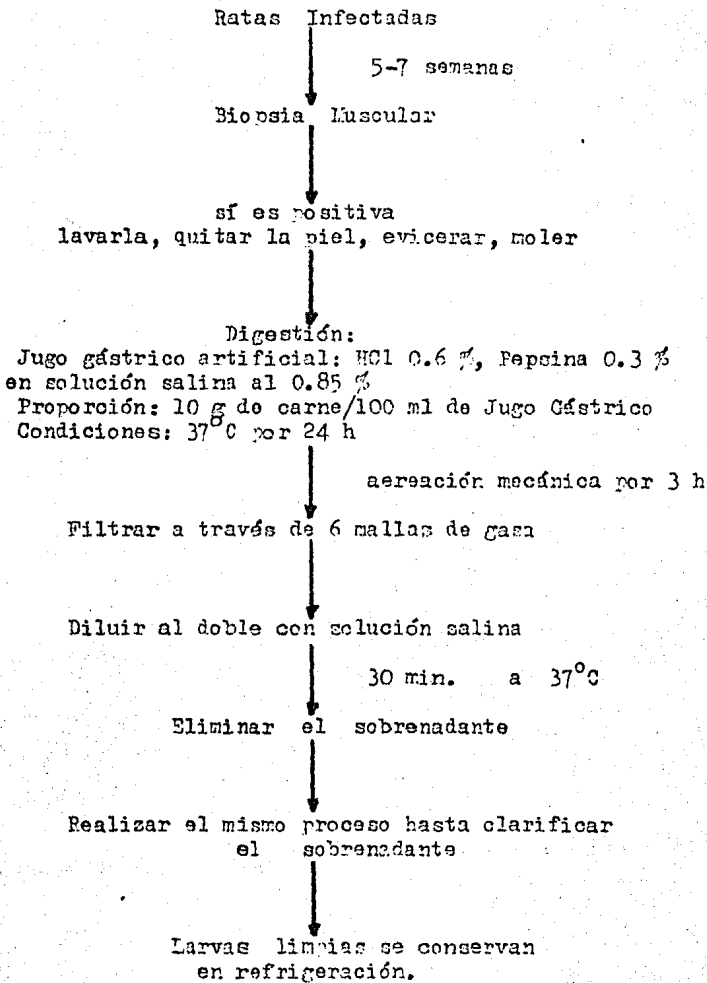 Ratas Infectadas
5-7 semanas
Biopsia Muscular
sí es positiva
lavarla, quitar la piel, evicerar, moler
Digestión:
Jugo gástrico artificial: HCl 0.6 %, Pepsina 0.3 %
en solución salina al 0.85 %
Proporción: 10 g de carne/100 ml de Jugo Gástrico
Condiciones: 37°C por 24 h
aereación mecánica por 3 h
Filtrar a través de 6 mallas de gasa
Diluir al doble con solución salina
30 min. a 37°C
Eliminar el sobrenadante
Realizar el mismo proceso hasta clarificar
el sobrenadante
Larvas limpias se conservan
en refrigeración.